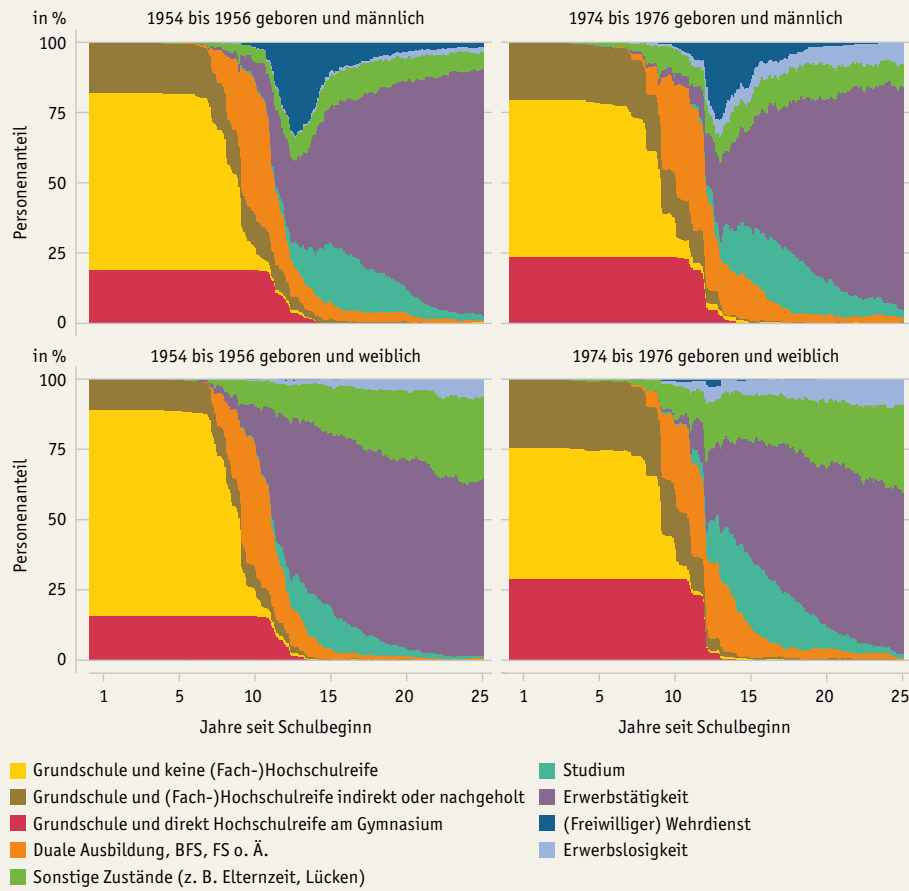 in %
1954 bis 1956 geboren und männlich
1974 bis 1976 geboren und männlich
100
75
50
25
0
Personenanteil
in %
1954 bis 1956 geboren und weiblich
1974 bis 1976 geboren und weiblich
100
75
50
25
0
Personenanteil
1 5 10 15 20 25
1 5 10 15 20 25
Jahre seit Schulbeginn
Jahre seit Schulbeginn
Grundschule und keine (Fach-)Hochschulreife
Grundschule und (Fach-)Hochschulreife indirekt oder nachgeholt
Grundschule und direkt Hochschulreife am Gymnasium
Duale Ausbildung, BFS, FS o. Ä.
Sonstige Zustände (z. B. Elternzeit, Lücken)
Studium
Erwerbstätigkeit
(Freiwilliger) Wehrdienst
Erwerbslosigkeit